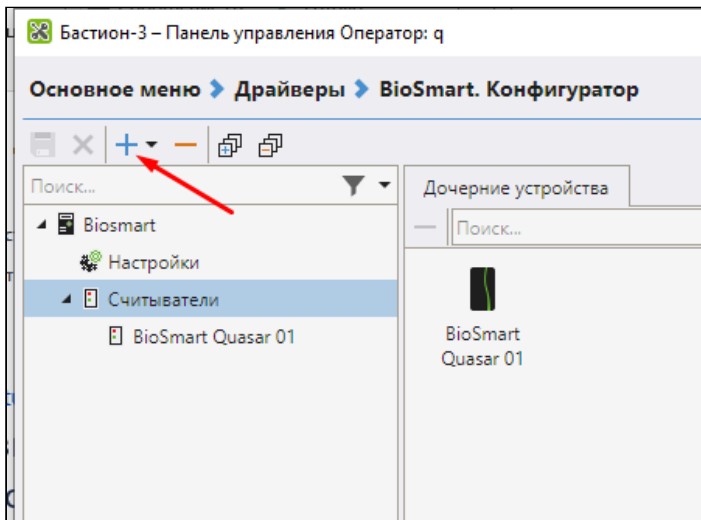 Бастион-3 – Панель управления Оператор: q
Основное меню Драйверы BioSmart. Конфигуратор
Поиск...
Дочерние устройства
Biosmart
Поиск...
Настройки
Считыватели
BioSmart Quasar 01
BioSmart
Quasar 01